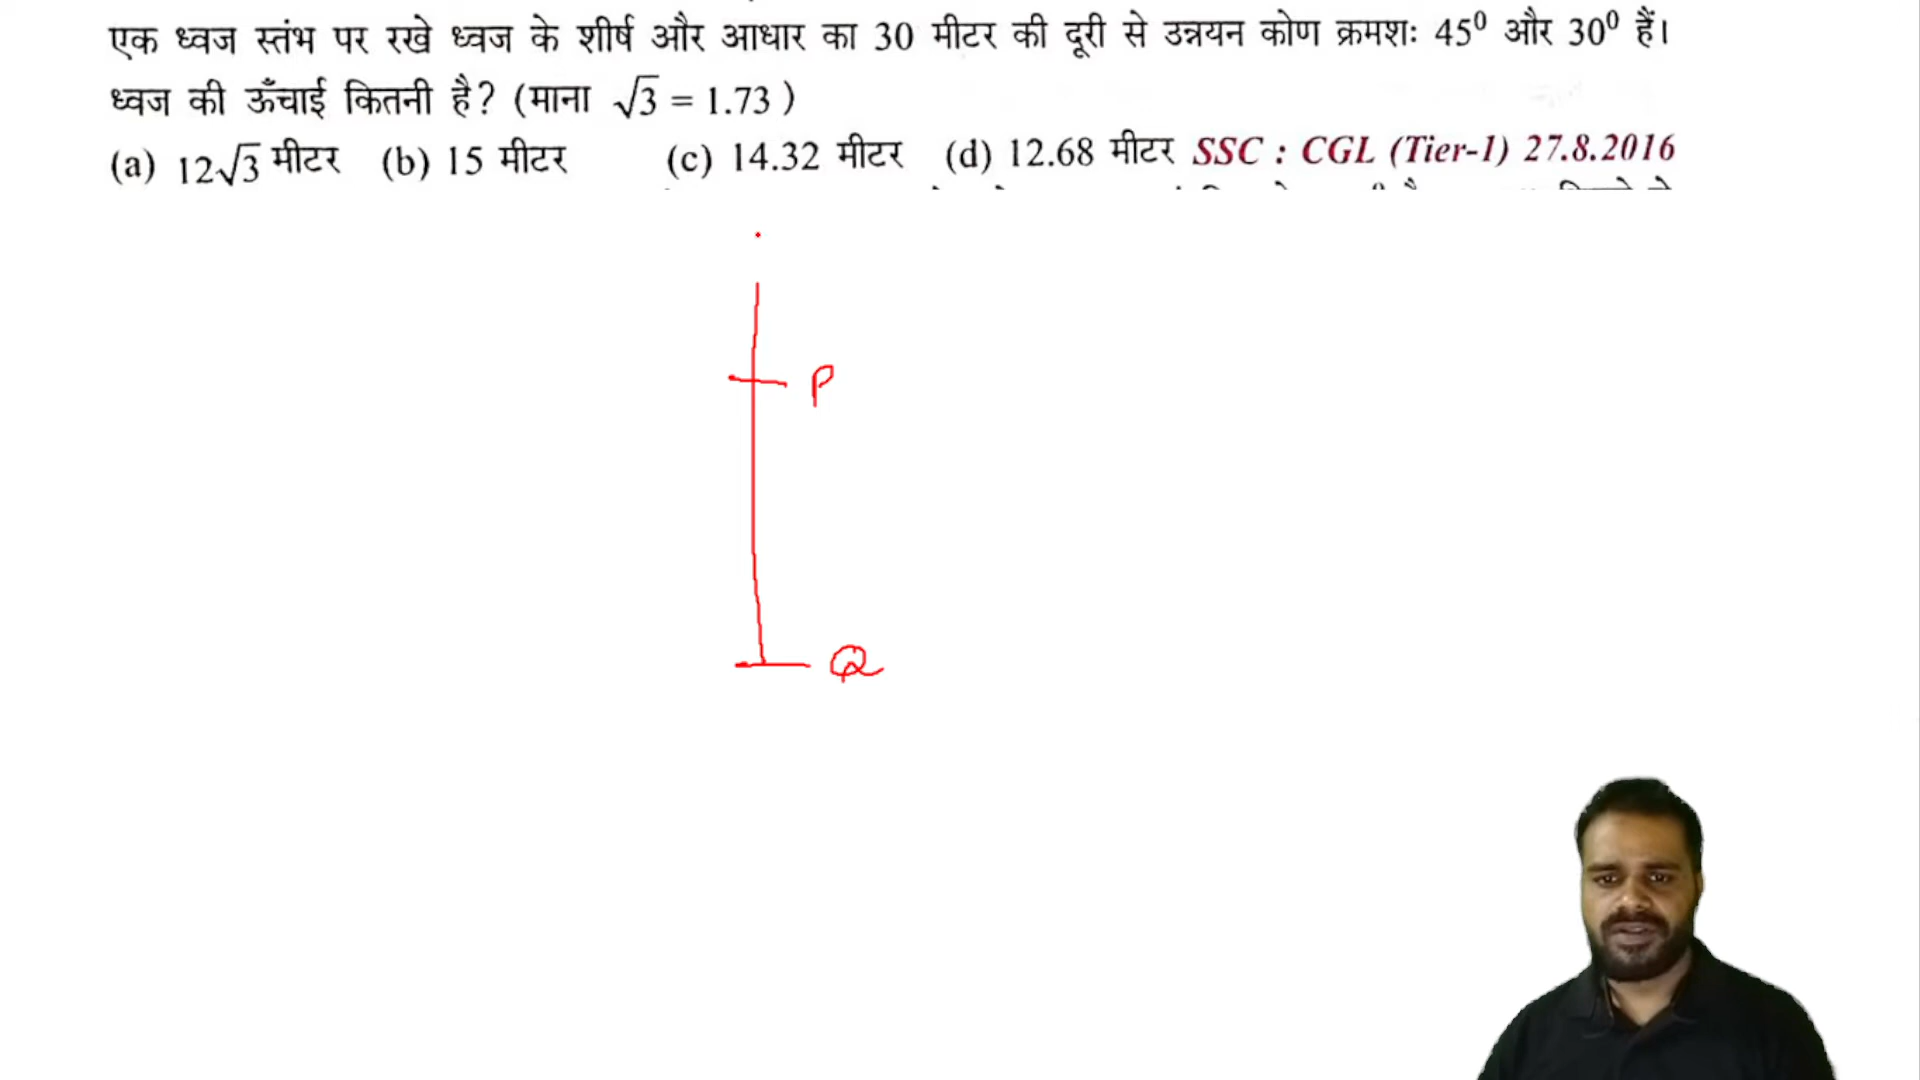 एक ध्वज स्तंभ पर रखे ध्वज के शीर्ष और आधार का 30 मीटर की दूरी से उन्नयन कोण क्रमशः 45⁰ और 30⁰ हैं।
ध्वज की ऊँचाई कितनी है? (माना √3 = 1.73 )
(a) 12√3 मीटर (b) 15 मीटर (c) 14.32 मीटर (d) 12.68 मीटर SSC : CGL (Tier-1) 27.8.2016
P
Q